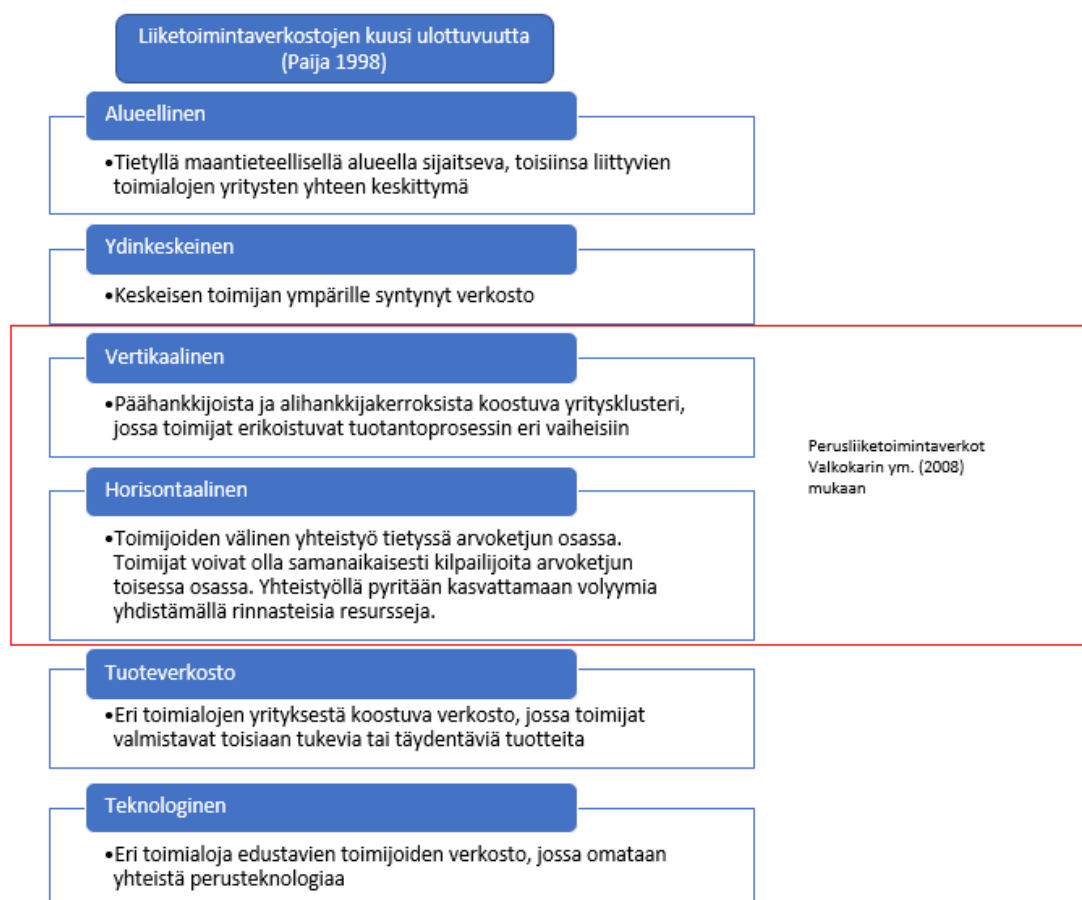 Liiketoimintaverkostojen kuusi ulottuvuutta
(Paija 1998)
Alueellinen
•Tietyllä maantieteellisellä alueella sijaitseva, toisiinsa liittyvien
toimialojen yritysten yhteen keskittymä
Ydinkeskeinen
•Keskeisen toimijan ympärille syntynyt verkosto
Vertikaalinen
•Päähankkijoista ja alihankkijakerroksista koostuva yritysklusteri,
jossa toimijat erikoistuvat tuotantoprosessin eri vaiheisiin
Horisontaalinen
•Toimijoiden välinen yhteistyö tietyssä arvoketjun osassa.
Toimijat voivat olla samanaikaisesti kilpailijoita arvoketjun
toisessa osassa. Yhteistyöllä pyritään kasvattamaan volyymia
yhdistämällä rinnasteisia resursseja.
Perusliiketoimintaverkot
Valkokarin ym. (2008)
mukaan
Tuoteverkosto
•Eri toimialojen yrityksestä koostuva verkosto, jossa toimijat
valmistavat toisiaan tukevia tai täydentäviä tuotteita
Teknologinen
•Eri toimialoja edustavien toimijoiden verkosto, jossa omataan
yhteistä perusteknologiaa